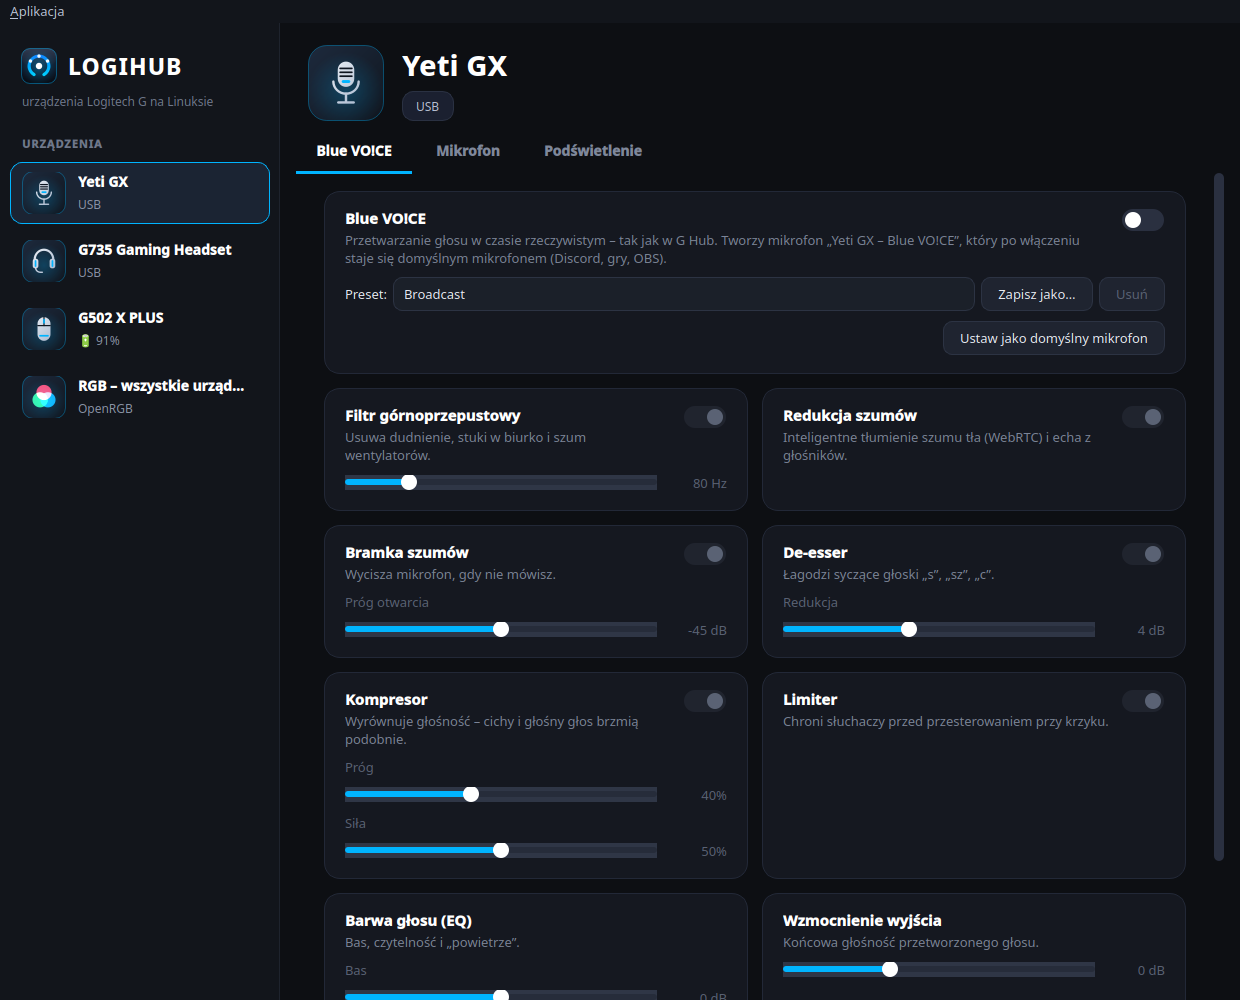 Aplikacja
LOGIHUB
urządzenia Logitech G na Linuksie
URZĄDZENIA
Yeti GX
USB
G735 Gaming Headset
USB
G502 X PLUS
91%
RGB – wszystkie urząd...
OpenRGB
Yeti GX
USB
Blue VO!CE
Mikrofon
Podświetlenie
Blue VO!CE
Przetwarzanie głosu w czasie rzeczywistym – tak jak w G Hub. Tworzy mikrofon „Yeti GX – Blue VO!CE”, który po włączeniu
staje się domyślnym mikrofonem (Discord, gry, OBS).
Preset:
Broadcast
Zapisz jako...
Usuń
Ustaw jako domyślny mikrofon
Filtr górnoprzepustowy
Usuwa dudnienie, stuki w biurko i szum
wentylatorów.
80 Hz
Redukcja szumów
Inteligentne tłumienie szumu tła (WebRTC) i echa z
głośników.
Bramka szumów
Wycisza mikrofon, gdy nie mówisz.
Próg otwarcia
-45 dB
De-esser
Łagodzi syczące głoski „s”, „sz”, „c”.
Redukcja
4 dB
Kompresor
Wyrównuje głośność – cichy i głośny głos brzmią
podobnie.
Próg
40%
Siła
50%
Limiter
Chroni słuchaczy przed przesterowaniem przy krzyku.
Barwa głosu (EQ)
Bas, czytelność i „powietrze”.
Bas
0 dB
Wzmocnienie wyjścia
Końcowa głośność przetworzonego głosu.
0 dB